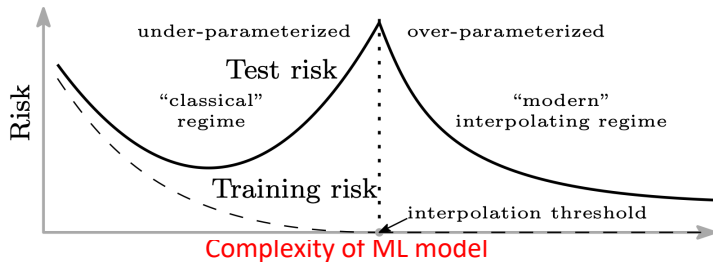 under-parameterized
over-parameterized
Test risk
“classical”
regime
“modern”
interpolating regime
Risk
Training risk
interpolation threshold
Complexity of ML model